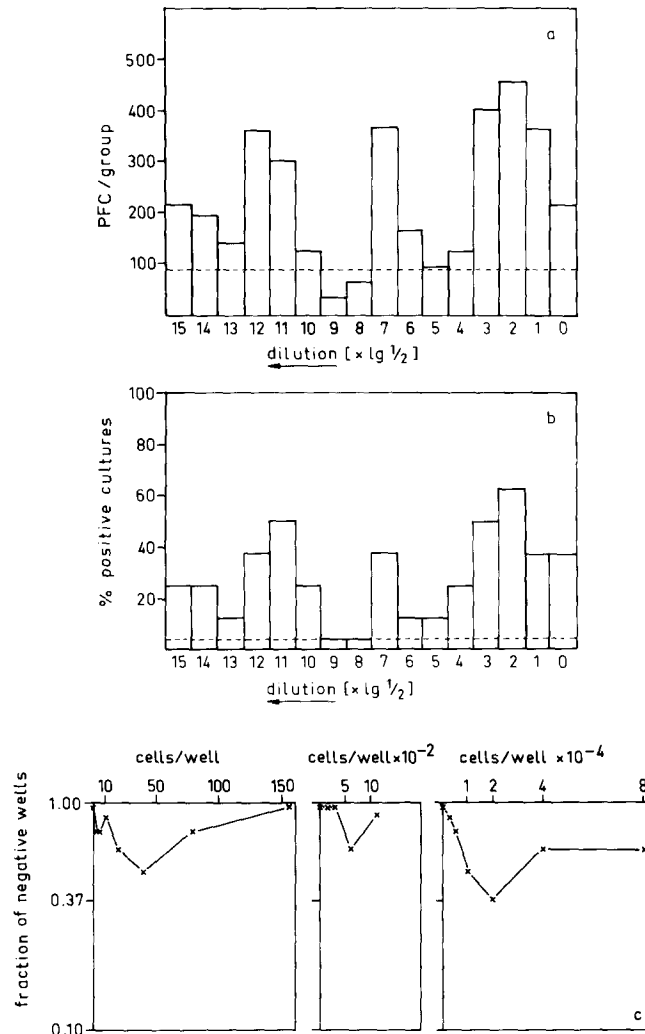 a
500
400
300
200
100
PFC/group
15 14 13 12 11 10 9 8 7 6 5 4 3 2 1 0
dilution [× lg 1/2]
b
100
80
60
40
20
% positive cultures
15 14 13 12 11 10 9 8 7 6 5 4 3 2 1 0
dilution [× lg 1/2]
cells/well cells/well×10⁻² cells/well ×10⁻⁴
10 50 100 150 5 10 1 2 4 8
1.00
0.37
0.10
fraction of negative wells
c